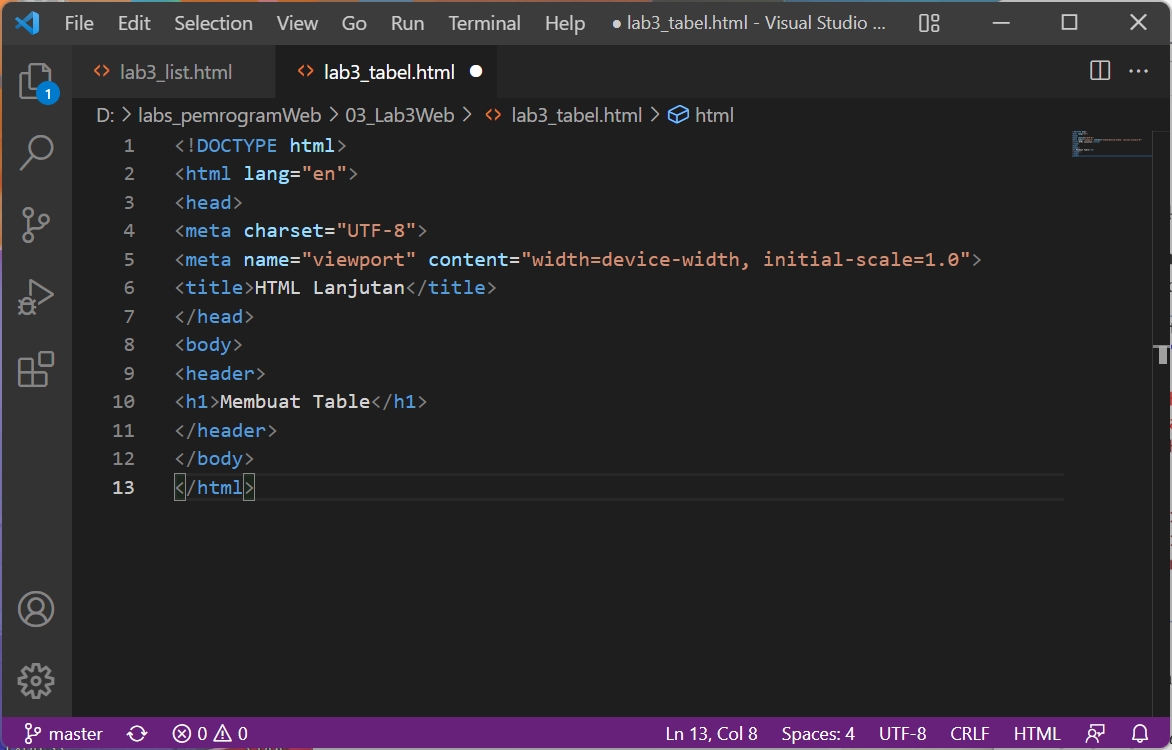 File Edit Selection View Go Run Terminal Help ● lab3_tabel.html - Visual Studio ...
lab3_list.html lab3_tabel.html
1
D: > labs_pemrogramWeb > 03_Lab3Web > lab3_tabel.html > html
1 <!DOCTYPE html>
2 <html lang="en">
3 <head>
4 <meta charset="UTF-8">
5 <meta name="viewport" content="width=device-width, initial-scale=1.0">
6 <title>HTML Lanjutan</title>
7 </head>
8 <body>
9 <header>
10 <h1>Membuat Table</h1>
11 </header>
12 </body>
13 </html>
master 0 0 Ln 13, Col 8 Spaces: 4 UTF-8 CRLF HTML